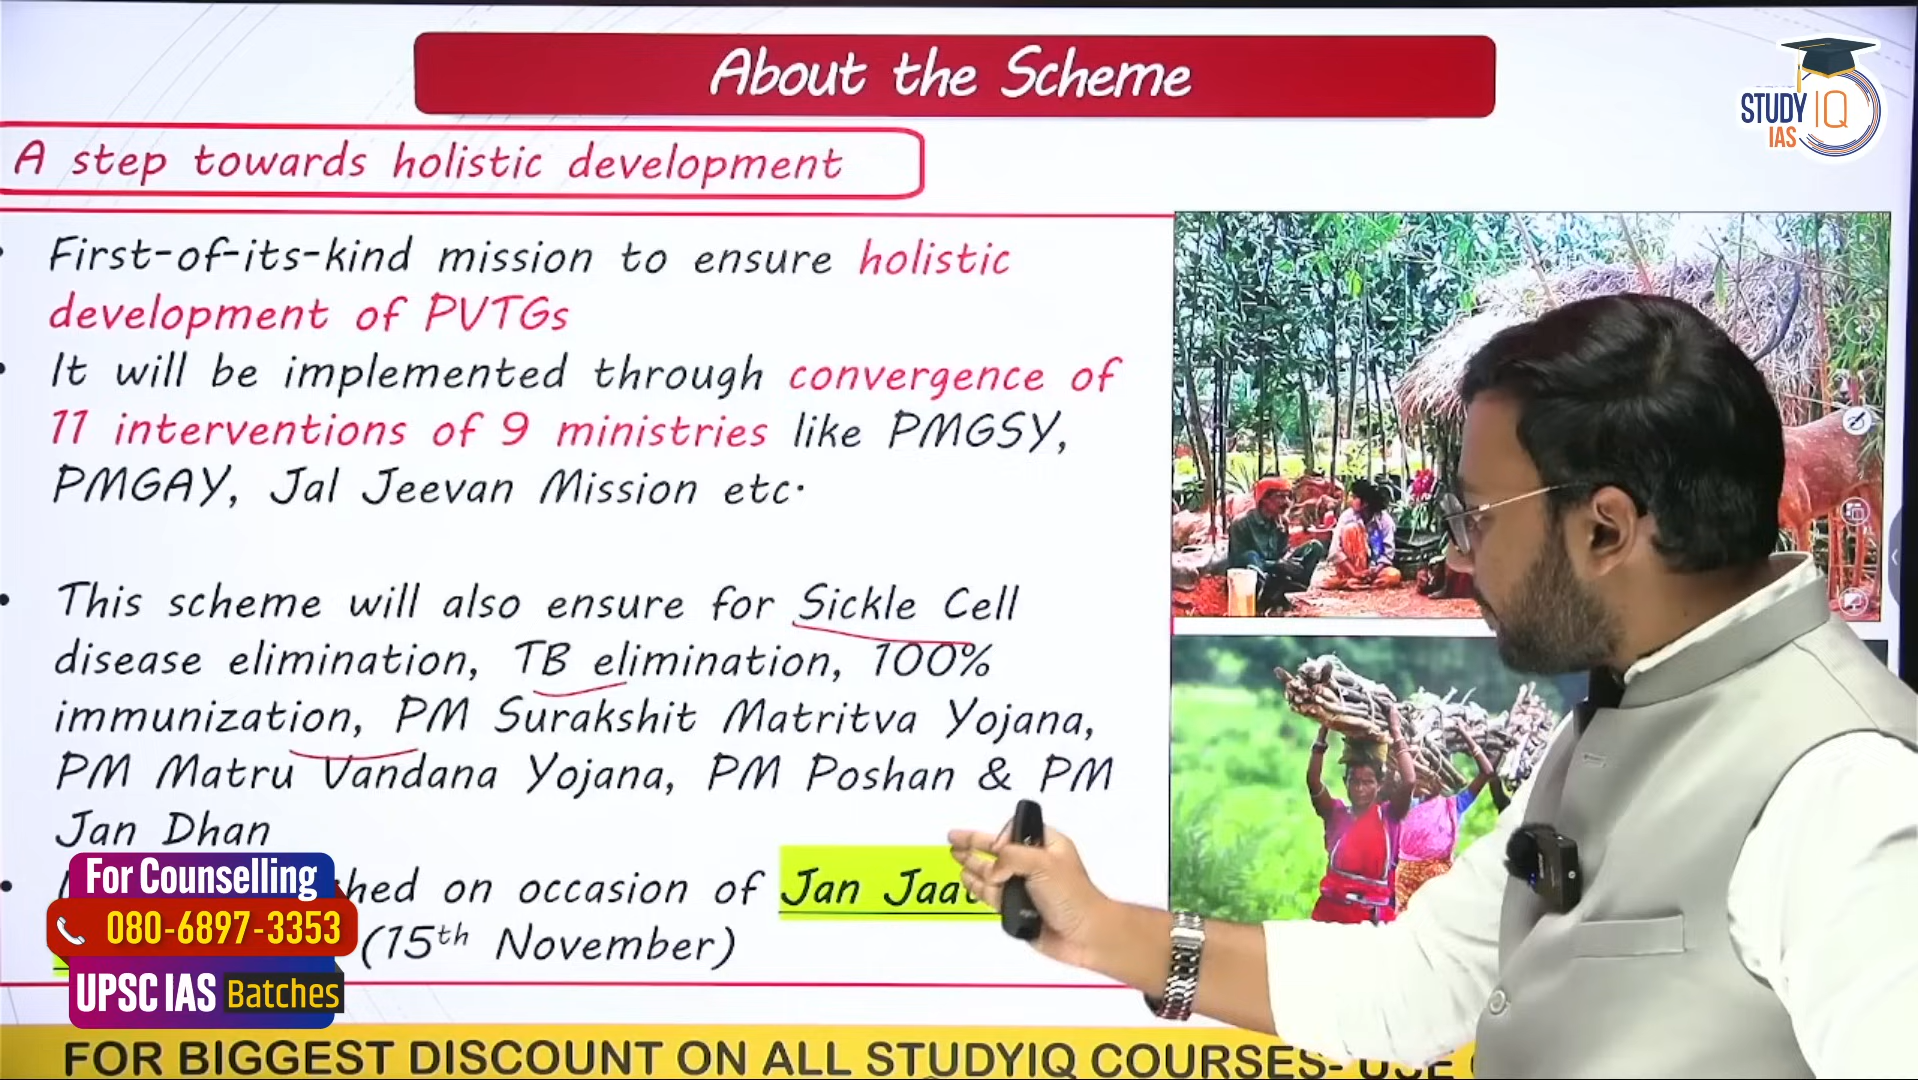 About the Scheme
STUDY IQ
IAS
A step towards holistic development
First-of-its-kind mission to ensure holistic
development of PVTGs
It will be implemented through convergence of
11 interventions of 9 ministries like PMGSY,
PMGAY, Jal Jeevan Mission etc.
This scheme will also ensure for Sickle Cell
disease elimination, TB elimination, 100%
immunization, PM Surakshit Matritva Yojana,
PM Matru Vandana Yojana, PM Poshan & PM
Jan Dhan
on occasion of Jan
(15th November)
For Counselling
080-6897-3353
UPSC IAS Batches
FOR BIGGEST DISCOUNT ON ALL STUDYIQ COURSES- USE